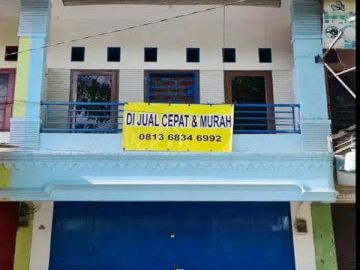 DI JUAL CEPAT & MURAH
0813 6834 6992